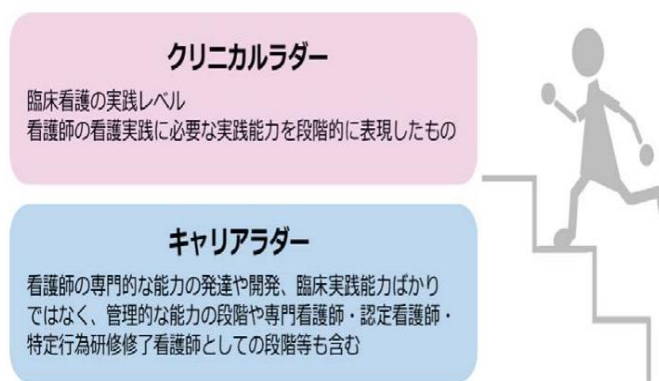 クリニカルラダー
臨床看護の実践レベル
看護師の看護実践に必要な実践能力を段階的に表現したもの
キャリアラダー
看護師の専門的な能力の発達や開発、臨床実践能力ばかり
ではなく、管理的な能力の段階や専門看護師・認定看護師・
特定行為研修修了看護師としての段階等も含む